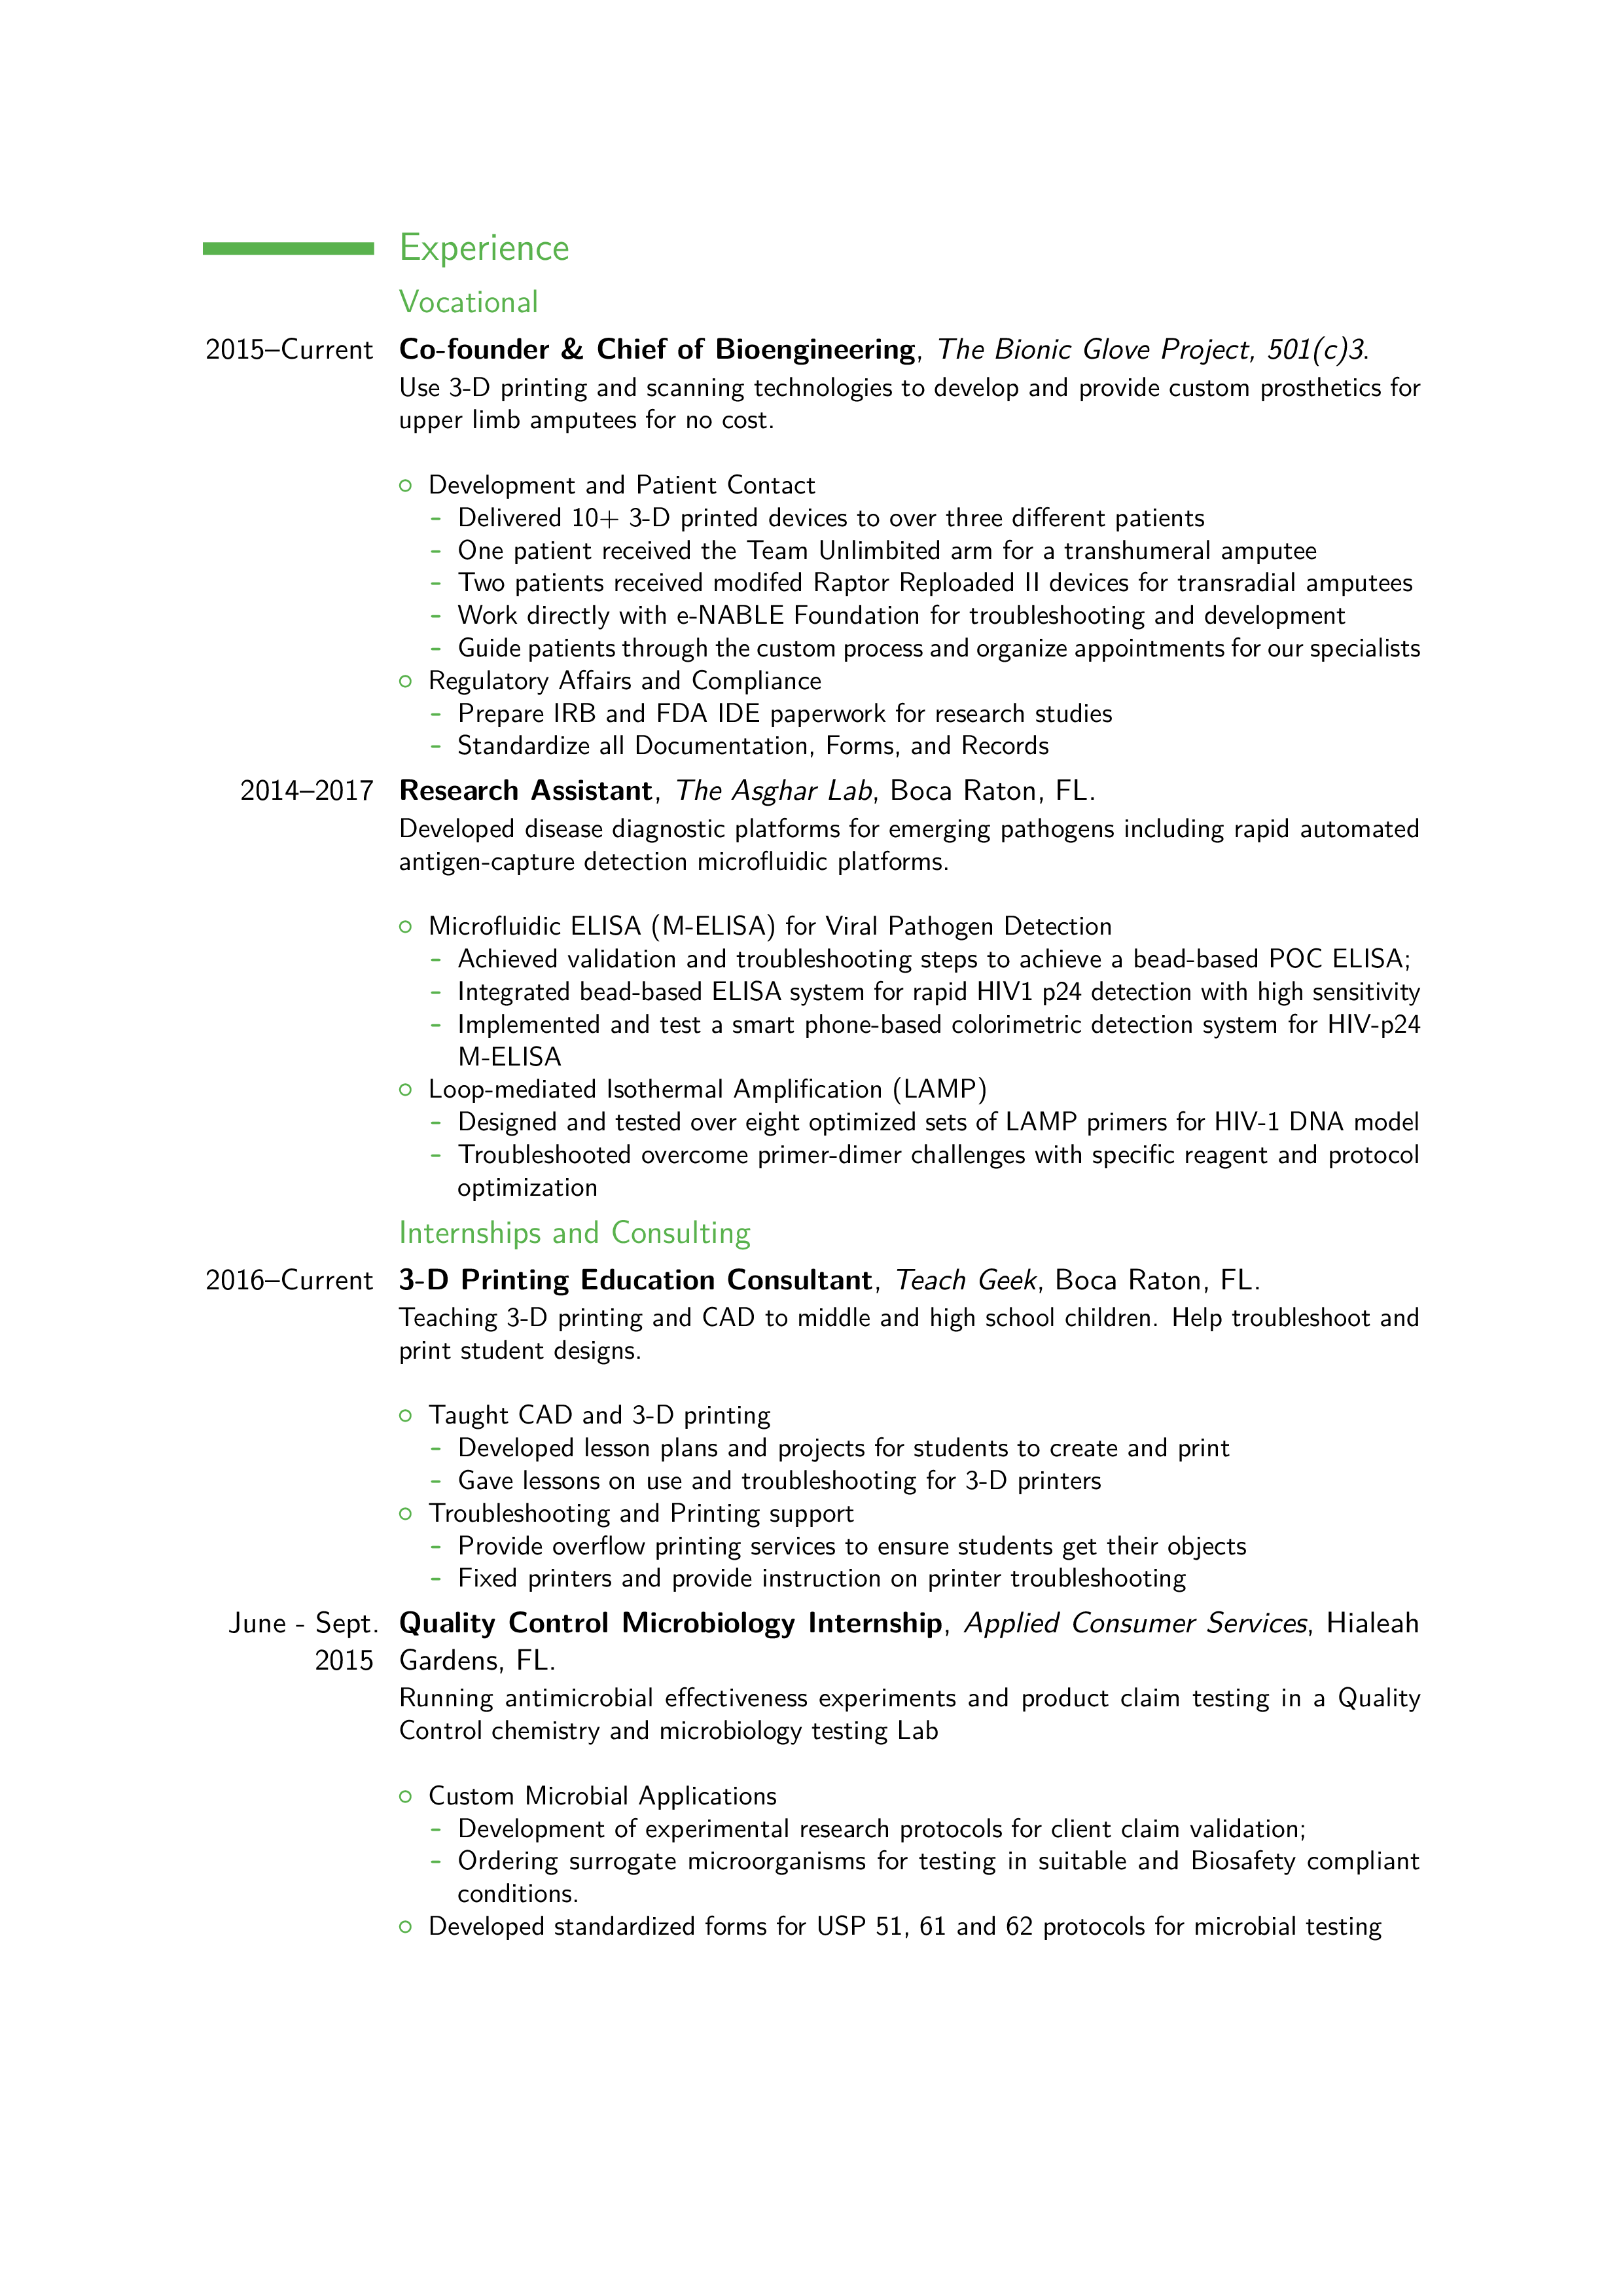 Experience
Vocational
2015–Current Co-founder & Chief of Bioengineering, The Bionic Glove Project, 501(c)3.
Use 3-D printing and scanning technologies to develop and provide custom prosthetics for
upper limb amputees for no cost.
○ Development and Patient Contact
- Delivered 10+ 3-D printed devices to over three different patients
- One patient received the Team Unlimbited arm for a transhumeral amputee
- Two patients received modifed Raptor Reploaded II devices for transradial amputees
- Work directly with e-NABLE Foundation for troubleshooting and development
- Guide patients through the custom process and organize appointments for our specialists
○ Regulatory Affairs and Compliance
- Prepare IRB and FDA IDE paperwork for research studies
- Standardize all Documentation, Forms, and Records
2014–2017 Research Assistant, The Asghar Lab, Boca Raton, FL.
Developed disease diagnostic platforms for emerging pathogens including rapid automated
antigen-capture detection microfluidic platforms.
○ Microfluidic ELISA (M-ELISA) for Viral Pathogen Detection
- Achieved validation and troubleshooting steps to achieve a bead-based POC ELISA;
- Integrated bead-based ELISA system for rapid HIV1 p24 detection with high sensitivity
- Implemented and test a smart phone-based colorimetric detection system for HIV-p24
M-ELISA
○ Loop-mediated Isothermal Amplification (LAMP)
- Designed and tested over eight optimized sets of LAMP primers for HIV-1 DNA model
- Troubleshooted overcome primer-dimer challenges with specific reagent and protocol
optimization
Internships and Consulting
2016–Current 3-D Printing Education Consultant, Teach Geek, Boca Raton, FL.
Teaching 3-D printing and CAD to middle and high school children. Help troubleshoot and
print student designs.
○ Taught CAD and 3-D printing
- Developed lesson plans and projects for students to create and print
- Gave lessons on use and troubleshooting for 3-D printers
○ Troubleshooting and Printing support
- Provide overflow printing services to ensure students get their objects
- Fixed printers and provide instruction on printer troubleshooting
June - Sept. Quality Control Microbiology Internship, Applied Consumer Services, Hialeah
2015 Gardens, FL.
Running antimicrobial effectiveness experiments and product claim testing in a Quality
Control chemistry and microbiology testing Lab
○ Custom Microbial Applications
- Development of experimental research protocols for client claim validation;
- Ordering surrogate microorganisms for testing in suitable and Biosafety compliant
conditions.
○ Developed standardized forms for USP 51, 61 and 62 protocols for microbial testing